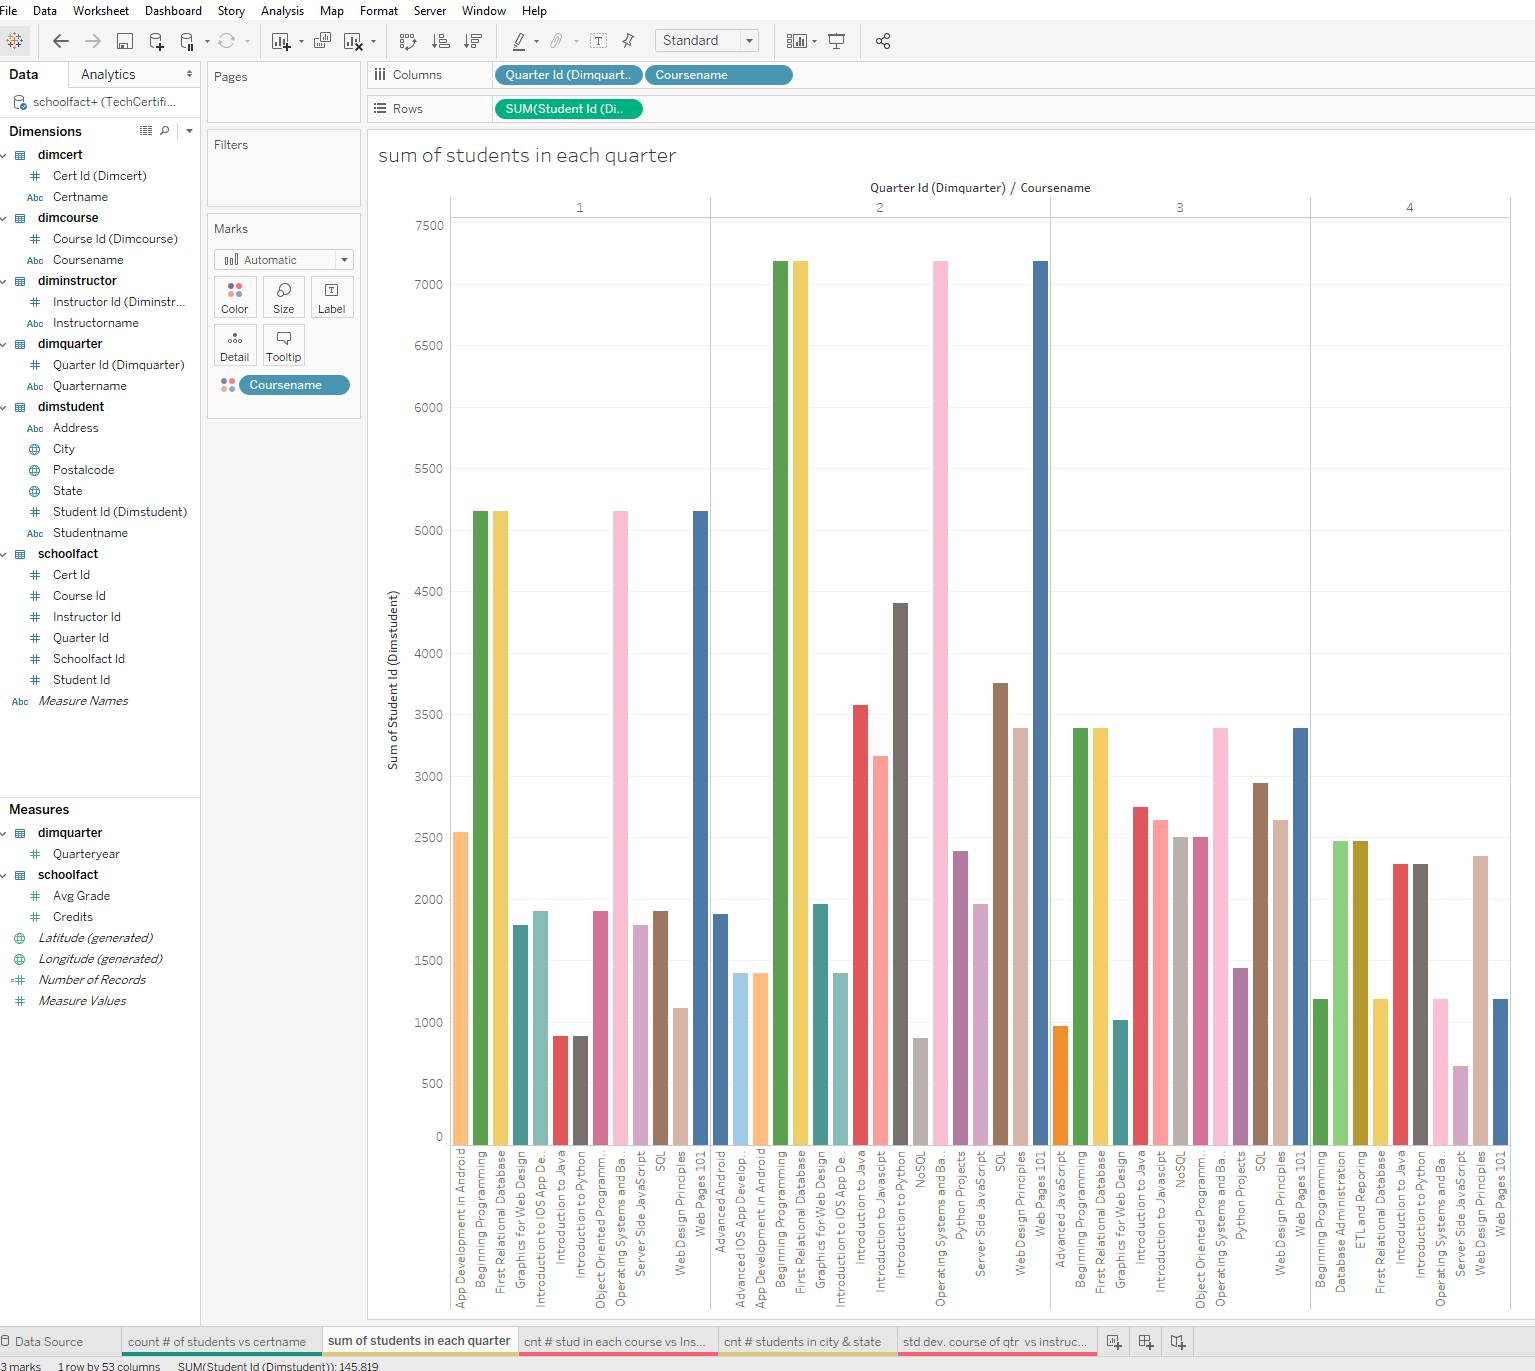 File Data Worksheet Dashboard Story Analysis Map Format Server Window Help
Standard
Data Analytics
schoolfact+ (TechCertifi...
Dimensions
dimcert
Cert Id (Dimcert)
Abc Certname
dimcourse
Course Id (Dimcourse)
Abc Coursename
diminstructor
Instructor Id (Diminstr...
Abc Instructorname
dimquarter
Quarter Id (Dimquarter)
Abc Quartername
dimstudent
Abc Address
City
Postalcode
State
Student Id (Dimstudent)
Abc Studentname
schoolfact
Cert Id
Course Id
Instructor Id
Quarter Id
Schoolfact Id
Student Id
Abc Measure Names
Measures
dimquarter
Quarteryear
schoolfact
Avg Grade
Credits
Latitude (generated)
Longitude (generated)
Number of Records
Measure Values
Pages
Filters
Marks
Automatic
Color Size Label
Detail Tooltip
Coursename
Columns Quarter Id (Dimquart.. Coursename
Rows SUM(Student Id (Di..
sum of students in each quarter
Quarter Id (Dimquarter) / Coursename
1 2 3 4
7500
7000
6500
6000
5500
5000
4500
4000
3500
3000
2500
2000
1500
1000
500
0
Sum of Student Id (Dimstudent)
App Development in Android
Beginning Programming
First Relational Database
Graphics for Web Design
Introduction to IOS App De..
Introduction to Java
Introduction to Python
Object Oriented Programm..
Operating Systems and Ba..
Server Side JavaScript
SQL
Web Design Principles
Web Pages 101
Advanced Android
Advanced IOS App Develop..
App Development in Android
Beginning Programming
First Relational Database
Graphics for Web Design
Introduction to IOS App De..
Introduction to Java
Introduction to Javascipt
Introduction to Python
NoSQL
Operating Systems and Ba..
Python Projects
Server Side JavaScript
SQL
Web Design Principles
Web Pages 101
Advanced JavaScript
Beginning Programming
First Relational Database
Graphics for Web Design
Introduction to Java
Introduction to Javascipt
NoSQL
Object Oriented Programm..
Operating Systems and Ba..
Python Projects
SQL
Web Design Principles
Web Pages 101
Beginning Programming
Database Administration
ETL and Reporting
First Relational Database
Introduction to Java
Introduction to Python
Operating Systems and Ba..
Server Side JavaScript
Web Design Principles
Web Pages 101
Data Source count # of students vs certname sum of students in each quarter cnt # stud in each course vs Ins... cnt # students in city & state std dev. course of qtr vs instruc...
3 marks 1 row by 53 columns SUM(Student Id (Dimstudent)): 145,819